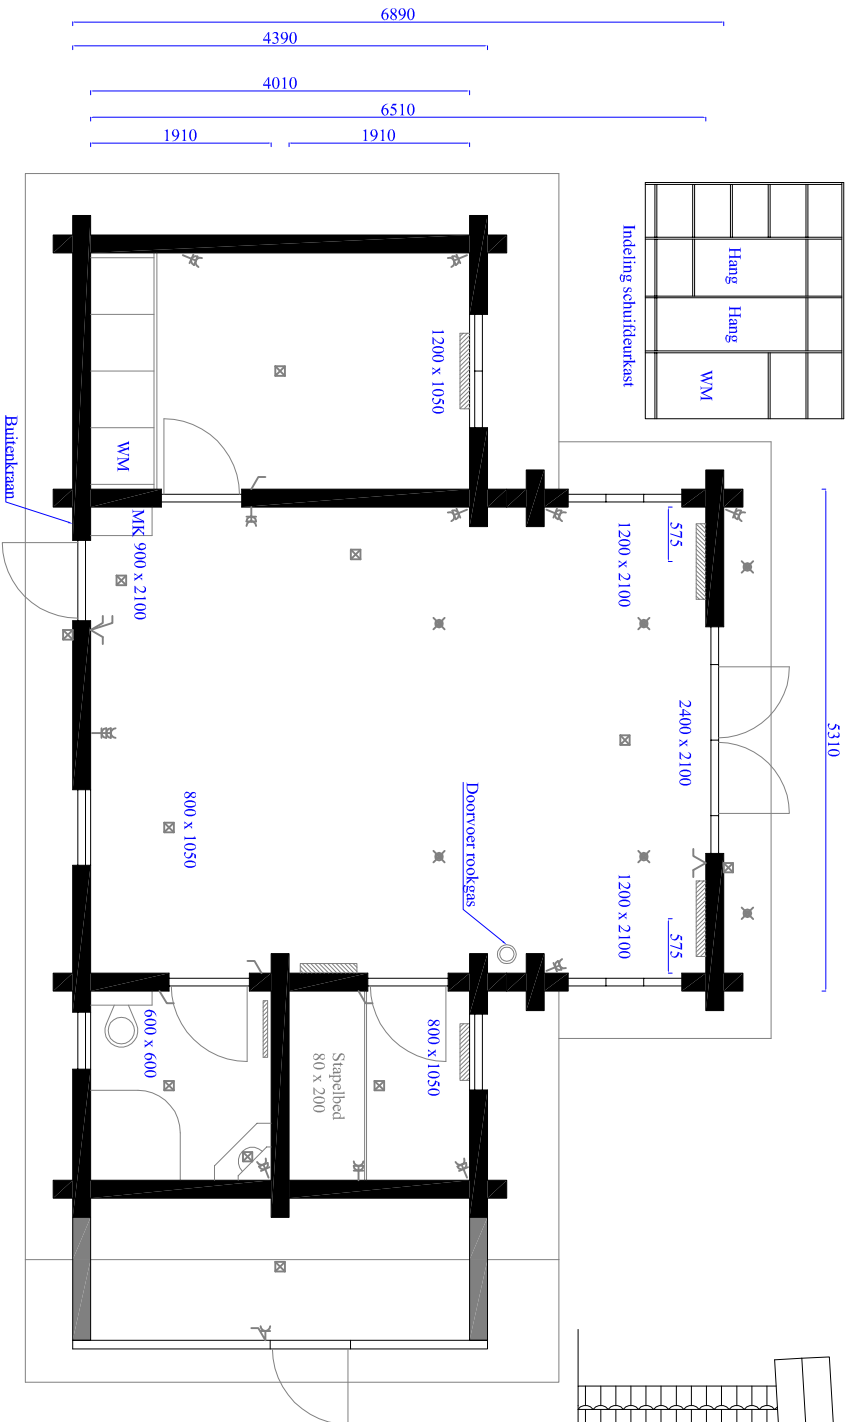 6890
4390
4010
6510
1910
1910
Hang
Hang
WM
Indeling schuifdeurkast
1200 x 1050
WM
Buitenkraan
MK
900 x 2100
1200 x 2100
575
2400 x 2100
5310
800 x 1050
Doorvoer rookgas
1200 x 2100
575
600 x 600
Stapelbed
80 x 200
800 x 1050